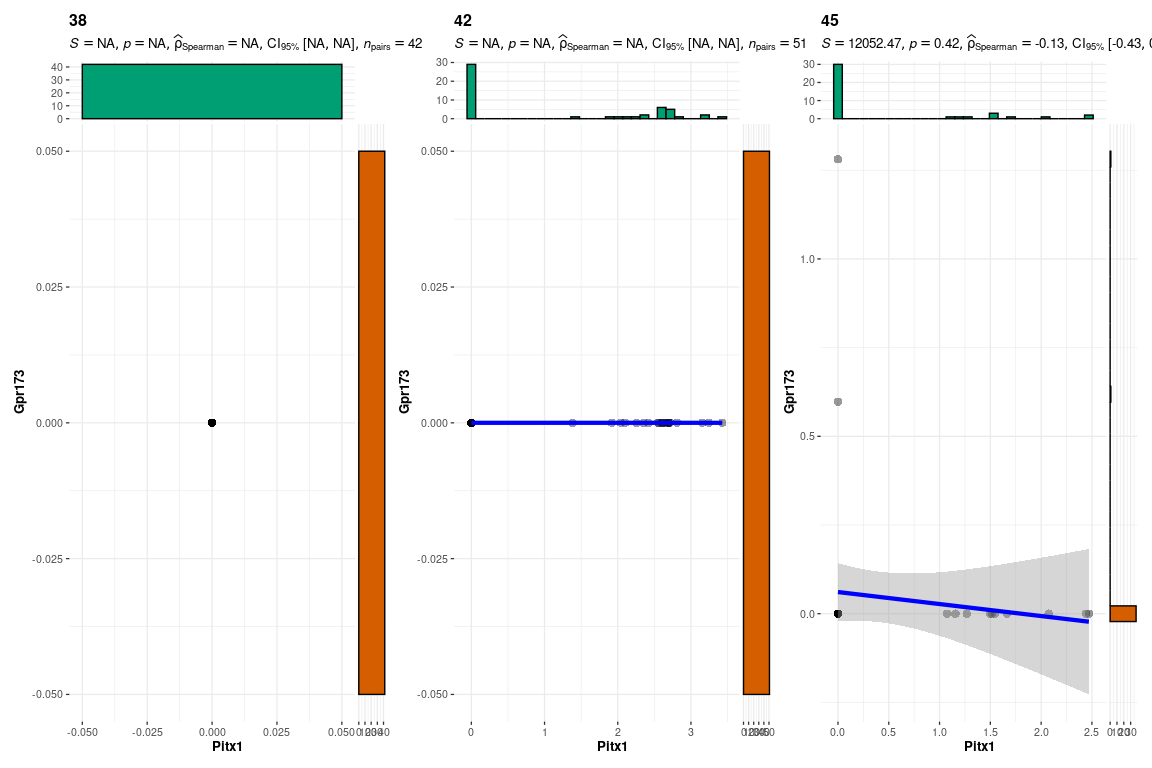 38
S = NA, p = NA, ρ̂Spearman = NA, CI95% [NA, NA], npairs = 42
40
30
20
10
0
0.050
0.025
0.000
-0.025
-0.050
Gpr173
-0.050 -0.025 0.000 0.025 0.050
Pitx1
42
S = NA, p = NA, ρ̂Spearman = NA, CI95% [NA, NA], npairs = 51
30
20
10
0
0.050
0.025
0.000
-0.025
-0.050
Gpr173
0 1 2 3
Pitx1
45
S = 12052.47, p = 0.42, ρ̂Spearman = -0.13, CI95% [-0.43,
30
20
10
0
1.0
0.5
0.0
Gpr173
0.0 0.5 1.0 1.5 2.0 2.5
0 10 20 30
Pitx1